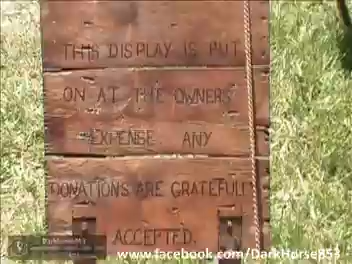 THIS DISPLAY IS PUT
ON AT THE OWNERS
EXPENSE. ANY
DONATIONS ARE GRATEFULLY
ACCEPTED.
www.facebook.com/DarkHorse853